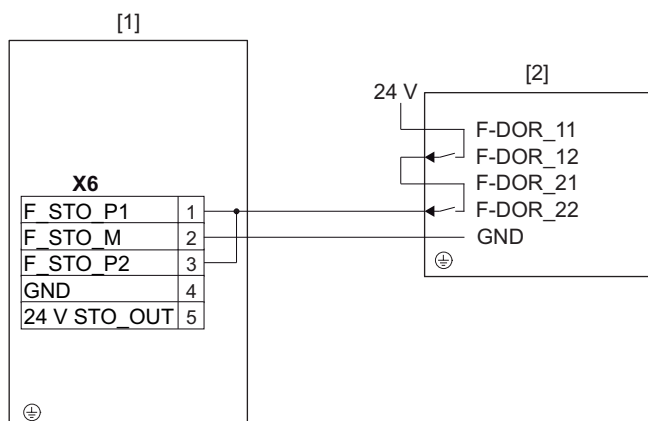 [1]
[2]
24 V
F-DOR_11
F-DOR_12
F-DOR_21
F-DOR_22
GND
X6
F_STO_P1 1
F_STO_M 2
F_STO_P2 3
GND 4
24 V STO_OUT 5